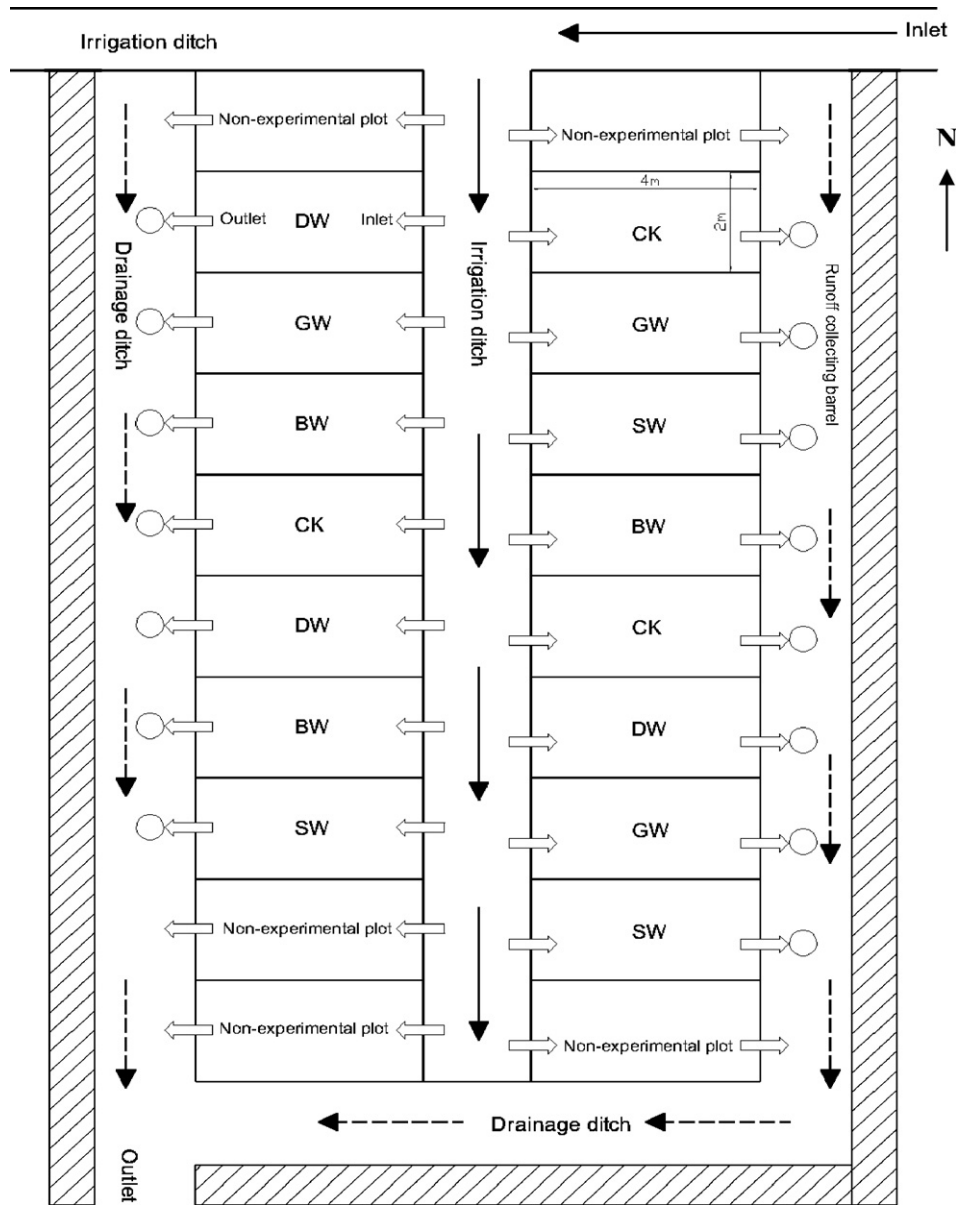 Irrigation ditch
Inlet
Non-experimental plot
Non-experimental plot
N
4m
2m
Outlet
DW
Inlet
CK
Drainage ditch
Irrigation ditch
Runoff collecting barrel
GW
GW
BW
SW
CK
BW
DW
CK
BW
DW
SW
GW
Non-experimental plot
SW
Non-experimental plot
Non-experimental plot
Drainage ditch
Outlet